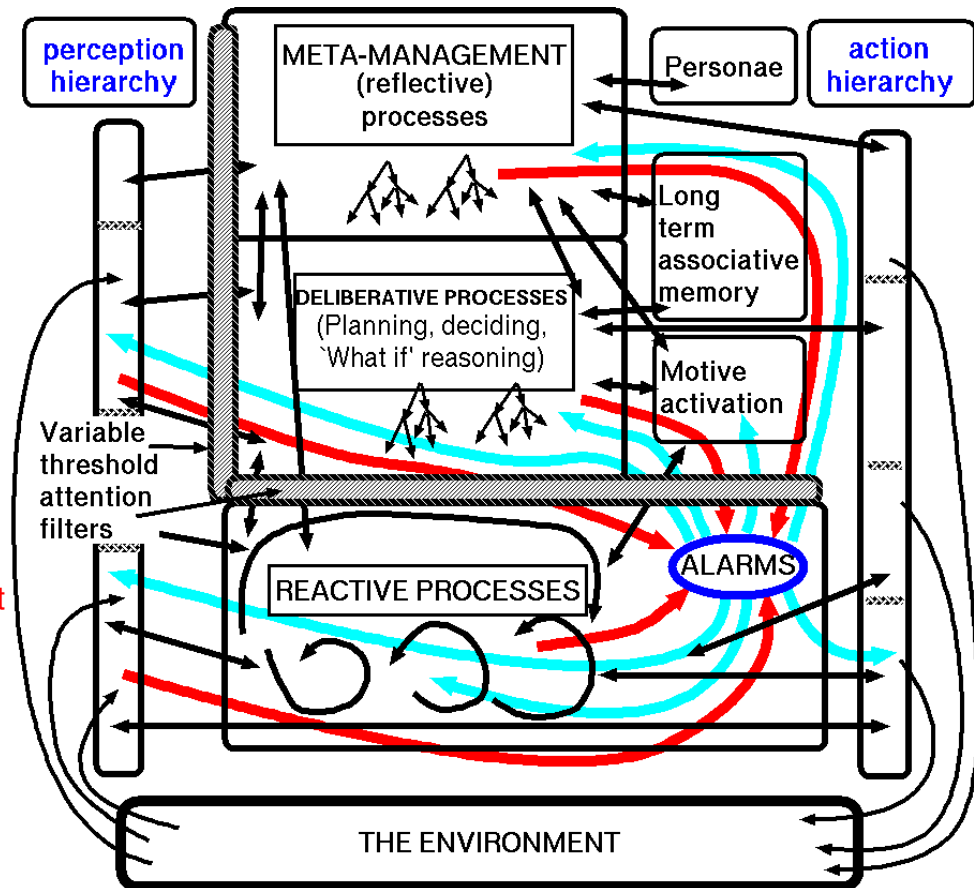 perception
hierarchy
META-MANAGEMENT
(reflective)
processes
Personae
action
hierarchy
Long
term
associative
memory
DELIBERATIVE PROCESSES
(Planning, deciding,
`What if' reasoning)
Motive
activation
Variable
threshold
attention
filters
ALARMS
REACTIVE PROCESSES
t
THE ENVIRONMENT